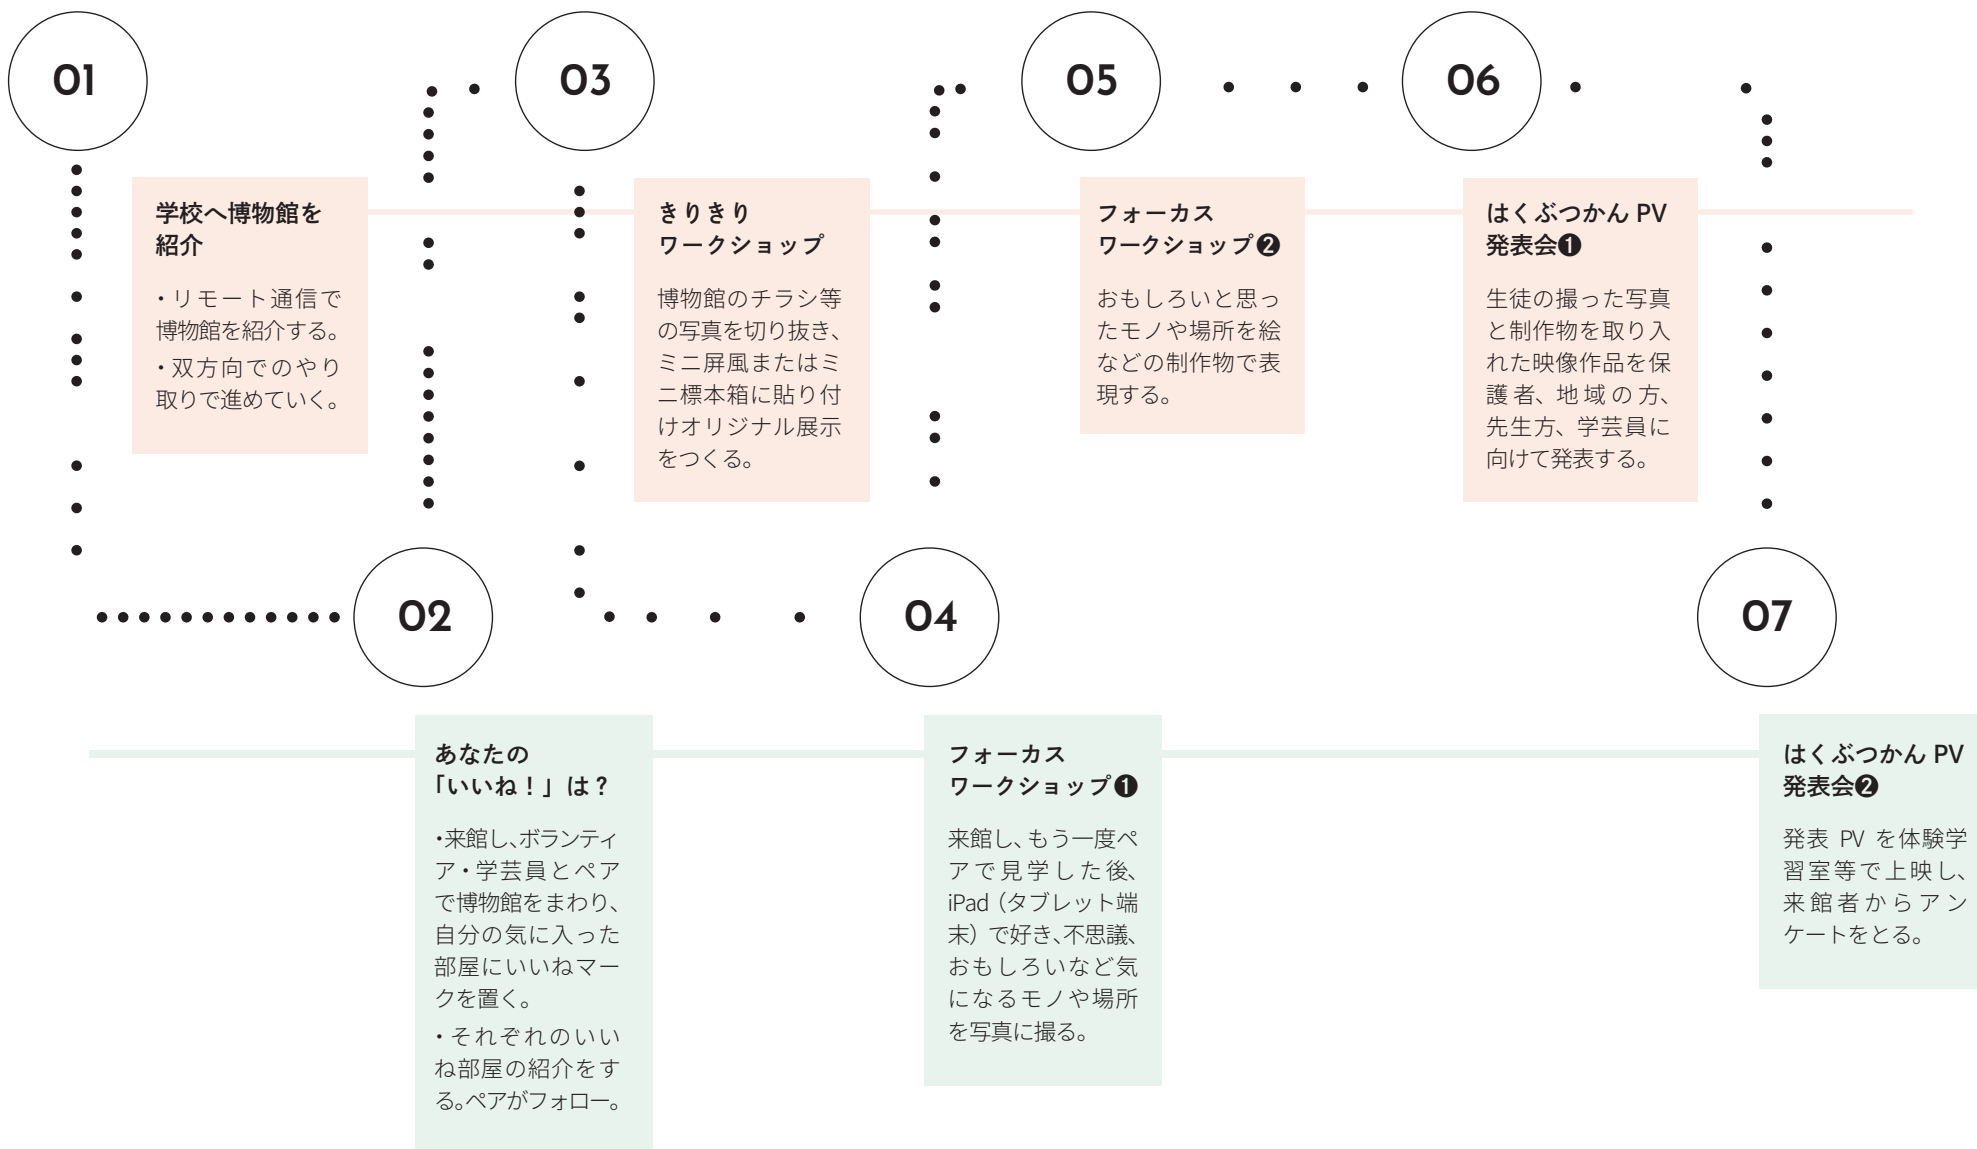 01
学校へ博物館を
紹介
・リモート通信で
博物館を紹介する。
・双方向でのやり
取りで進めていく。
02
あなたの
「いいね！」は？
・来館し、ボランティ
ア・学芸員とペア
で博物館をまわり、
自分の気に入った
部屋にいいねマー
クを置く。
・それぞれのいい
ね部屋の紹介をす
る。ペアがフォロー。
03
きりきり
ワークショップ
博物館のチラシ等
の写真を切り抜き、
ミニ屏風またはミ
ニ標本箱に貼り付
けオリジナル展示
をつくる。
04
フォーカス
ワークショップ❶
来館し、もう一度ペ
アで見学した後、
iPad（タブレット端
末）で好き、不思議、
おもしろいなど気
になるモノや場所
を写真に撮る。
05
フォーカス
ワークショップ❷
おもしろいと思っ
たモノや場所を絵
などの制作物で表
現する。
06
はくぶつかん PV
発表会❶
生徒の撮った写真
と制作物を取り入
れた映像作品を保
護者、地域の方、
先生方、学芸員に
向けて発表する。
07
はくぶつかん PV
発表会❷
発表 PV を体験学
習室等で上映し、
来館者からアン
ケートをとる。